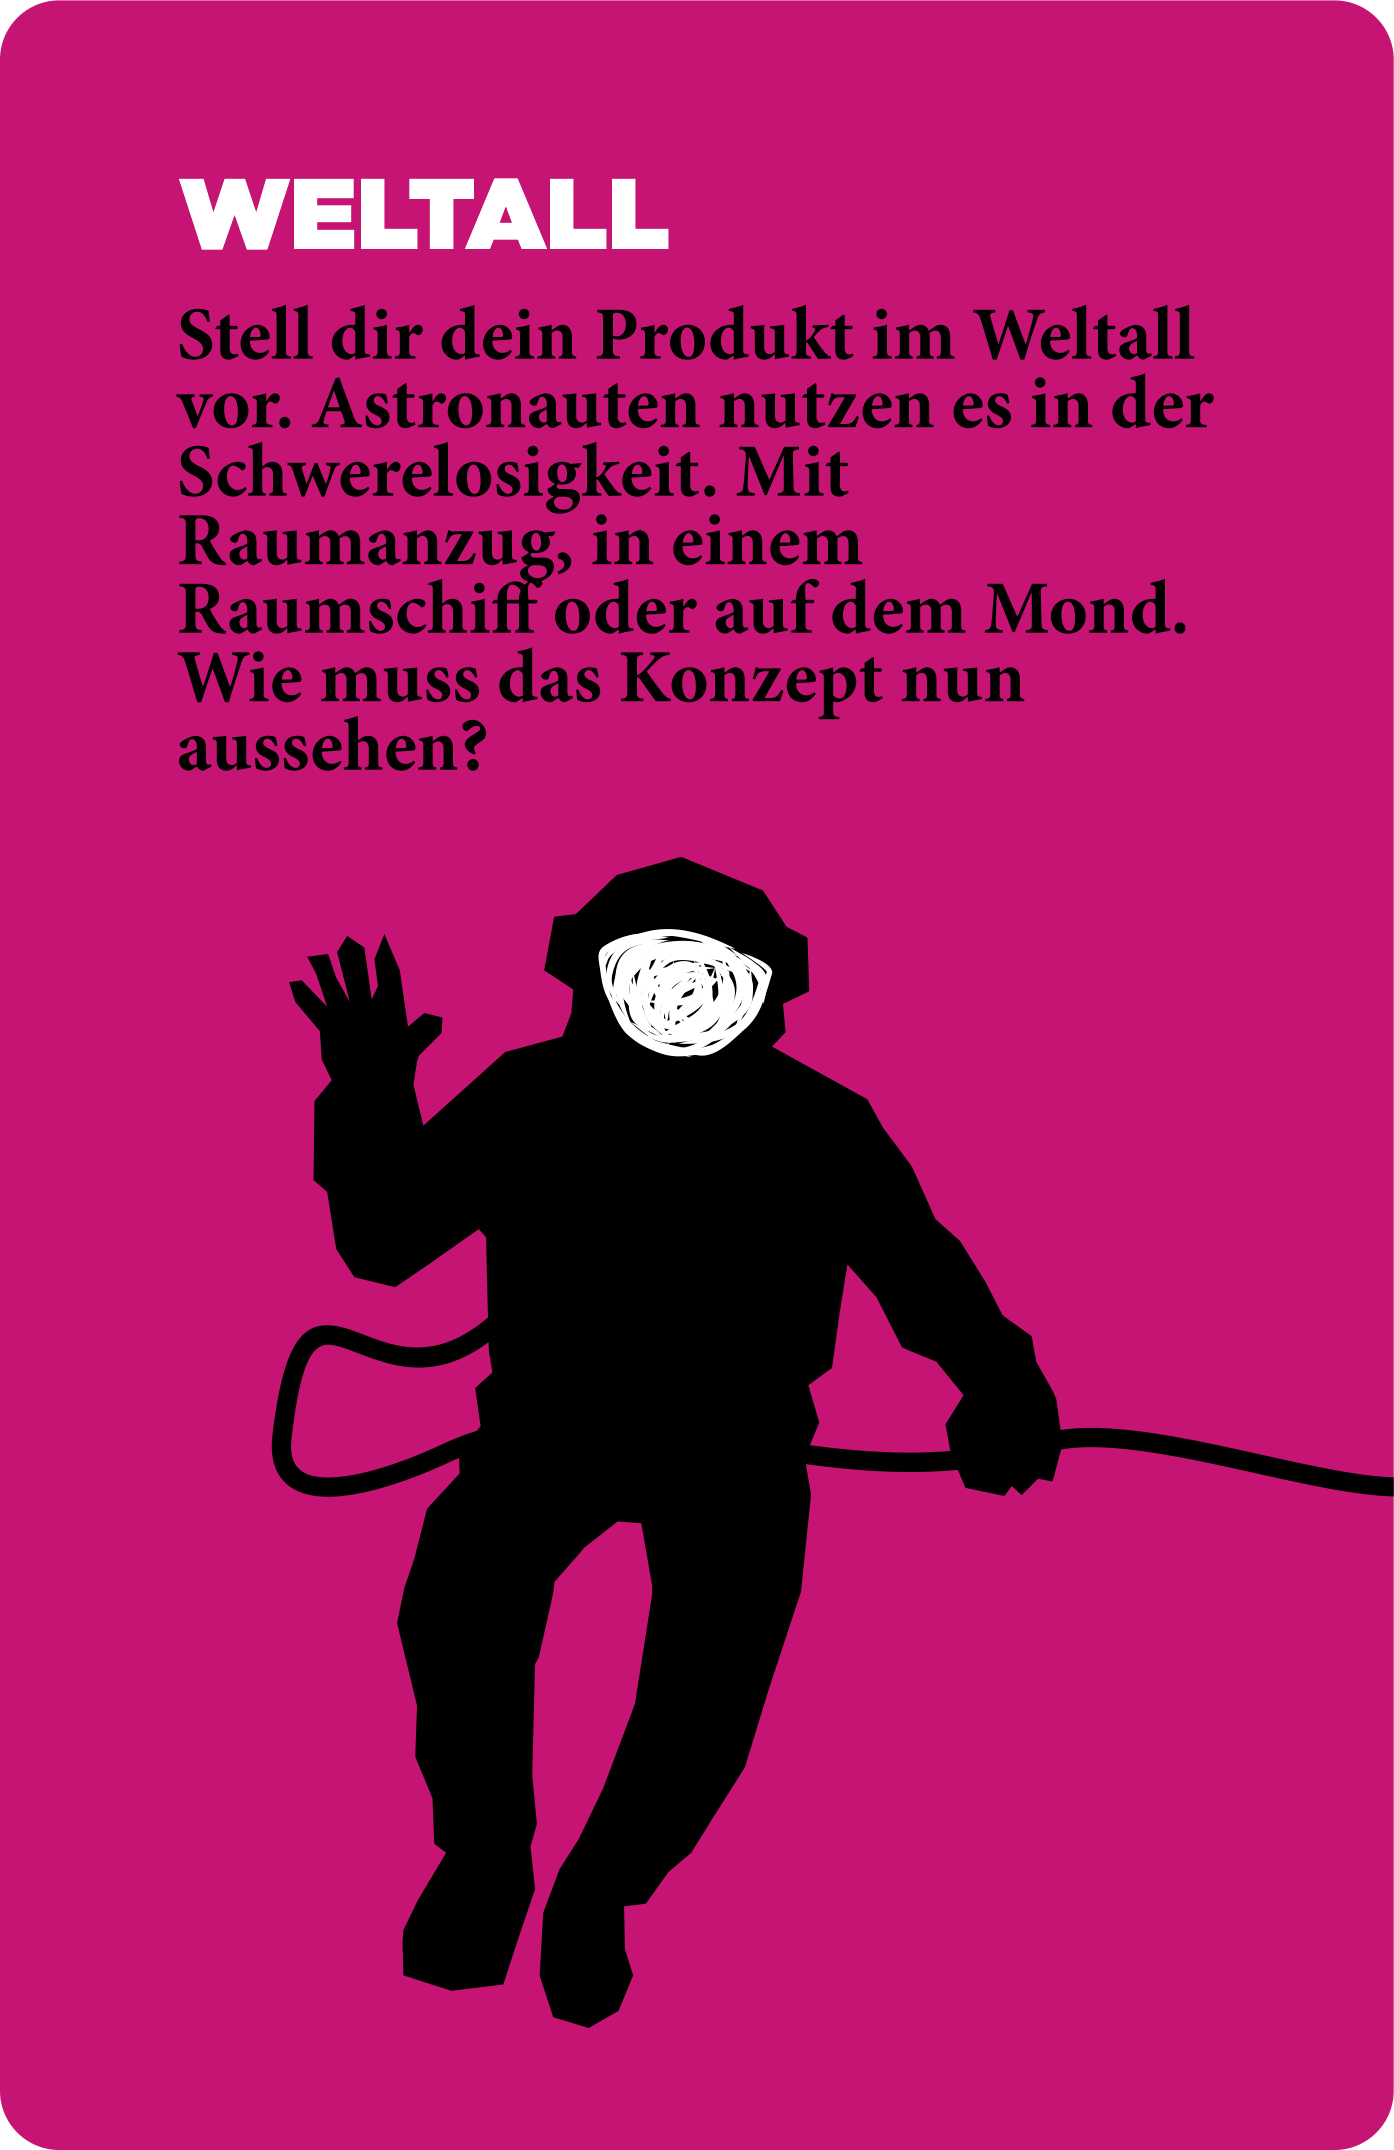 WELTALL
Stell dir dein Produkt im Weltall
vor. Astronauten nutzen es in der
Schwerelosigkeit. Mit
Raumanzug, in einem
Raumschiff oder auf dem Mond.
Wie muss das Konzept nun
aussehen?